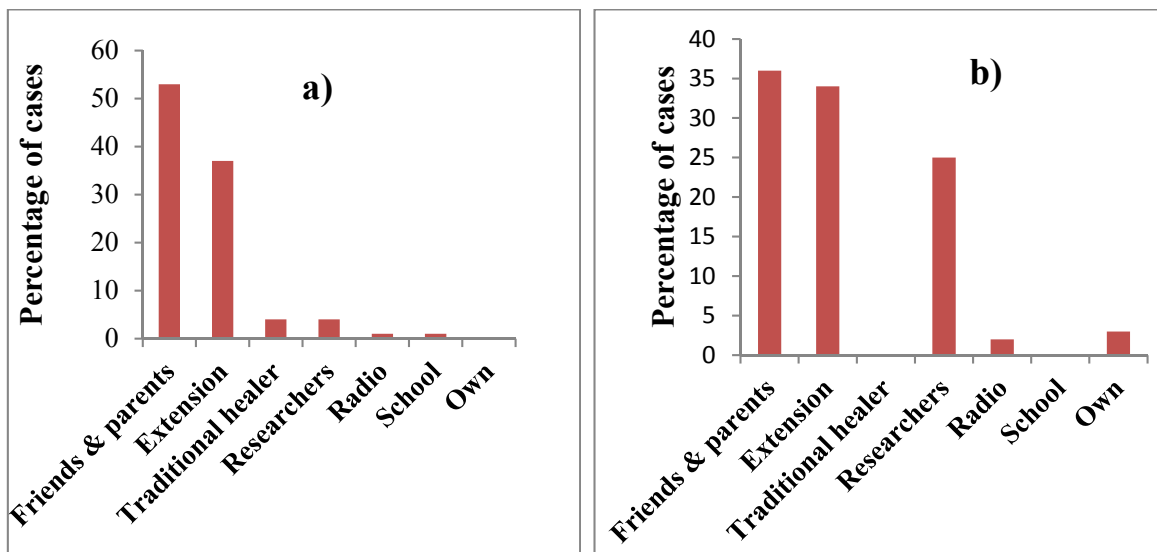 a)
Percentage of cases
60
50
40
30
20
10
0
Friends & parents
Extension
Traditional healer
Researchers
Radio
School
Own
b)
Percentage of cases
40
35
30
25
20
15
10
5
0
Friends & parents
Extension
Traditional healer
Researchers
Radio
School
Own